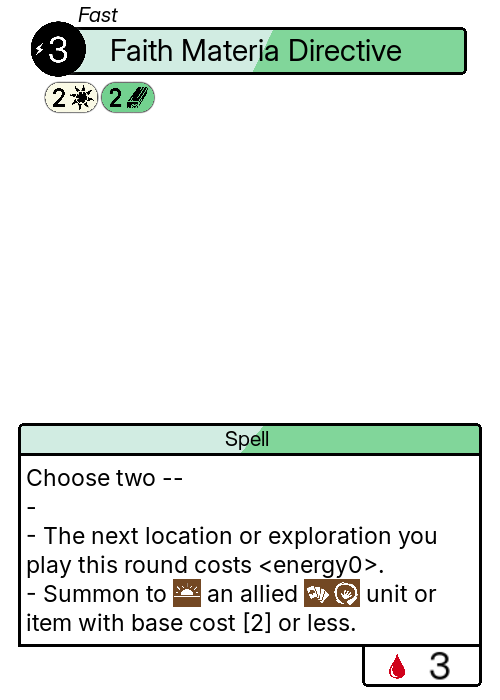 Fast
3 Faith Materia Directive
2 2
Spell
Choose two --
-
- The next location or exploration you
play this round costs <energy0>.
- Summon to an allied unit or
item with base cost [2] or less.
3